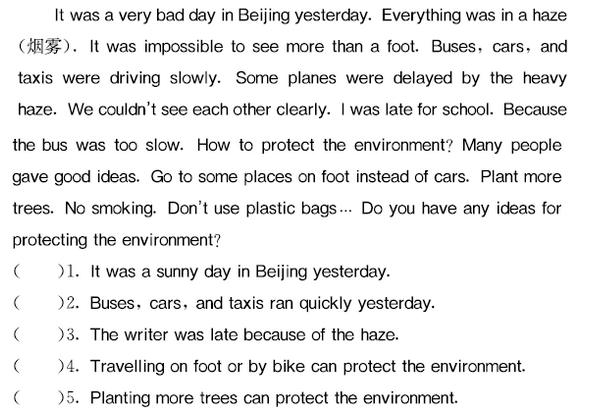 It was a very bad day in Beijing yesterday. Everything was in a haze
（烟雾）. It was impossible to see more than a foot. Buses, cars, and
taxis were driving slowly. Some planes were delayed by the heavy
haze. We couldn't see each other clearly. I was late for school. Because
the bus was too slow. How to protect the environment? Many people
gave good ideas. Go to some places on foot instead of cars. Plant more
trees. No smoking. Don't use plastic bags… Do you have any ideas for
protecting the environment?
（　　）1. It was a sunny day in Beijing yesterday.
（　　）2. Buses, cars, and taxis ran quickly yesterday.
（　　）3. The writer was late because of the haze.
（　　）4. Travelling on foot or by bike can protect the environment.
（　　）5. Planting more trees can protect the environment.